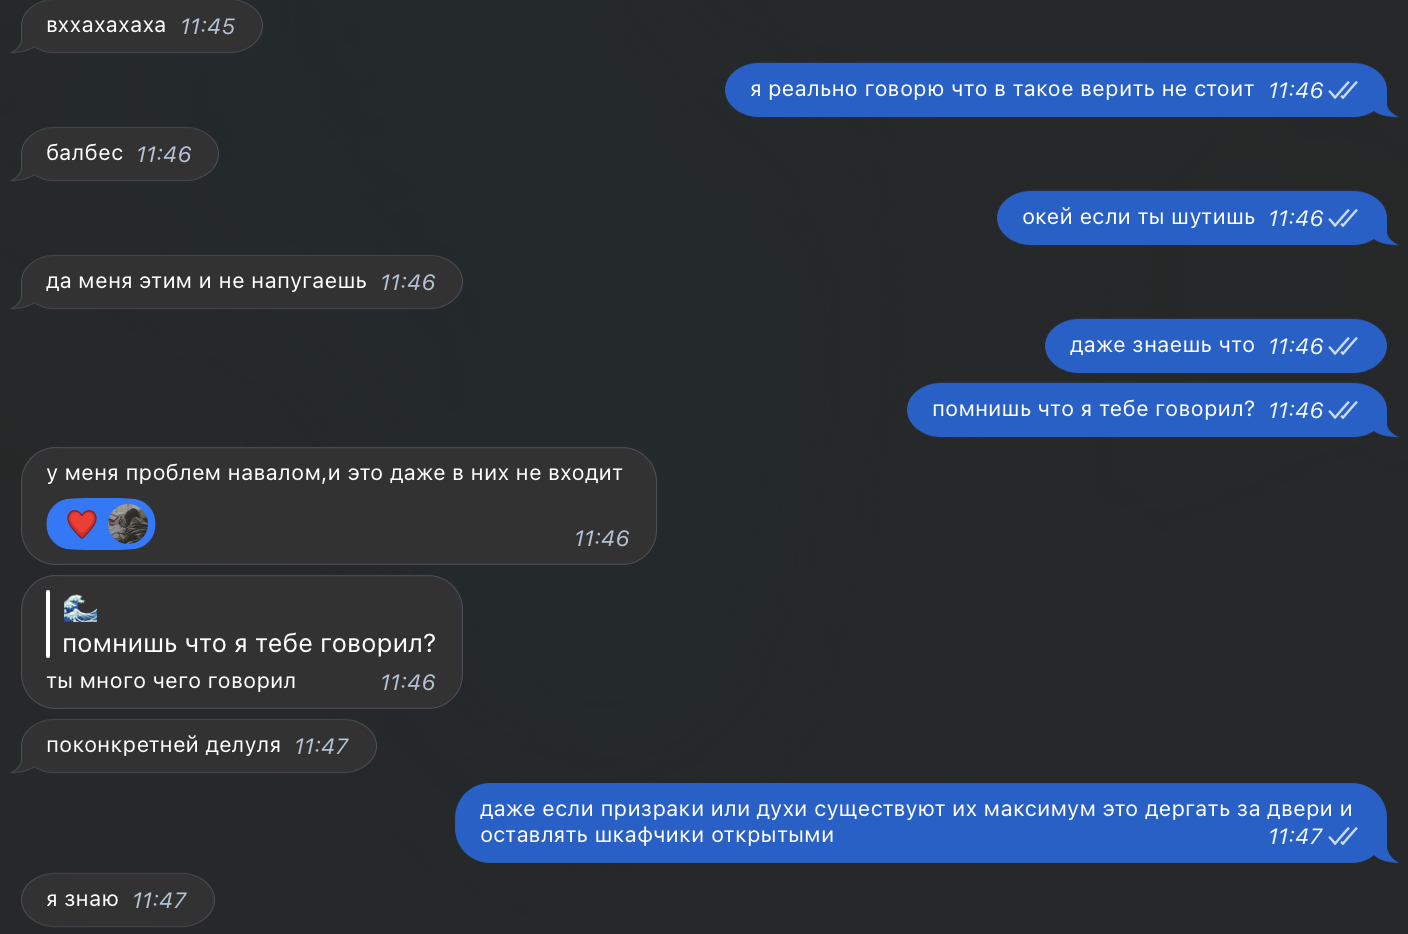 вххахахаха 11:45
я реально говорю что в такое верить не стоит 11:46
балбес 11:46
окей если ты шутишь 11:46
да меня этим и не напугаешь 11:46
даже знаешь что 11:46
помнишь что я тебе говорил? 11:46
у меня проблем навалом,и это даже в них не входит
11:46
помнишь что я тебе говорил?
ты много чего говорил 11:46
поконкретней делуля 11:47
даже если призраки или духи существуют их максимум это дергать за двери и
оставлять шкафчики открытыми 11:47
я знаю 11:47